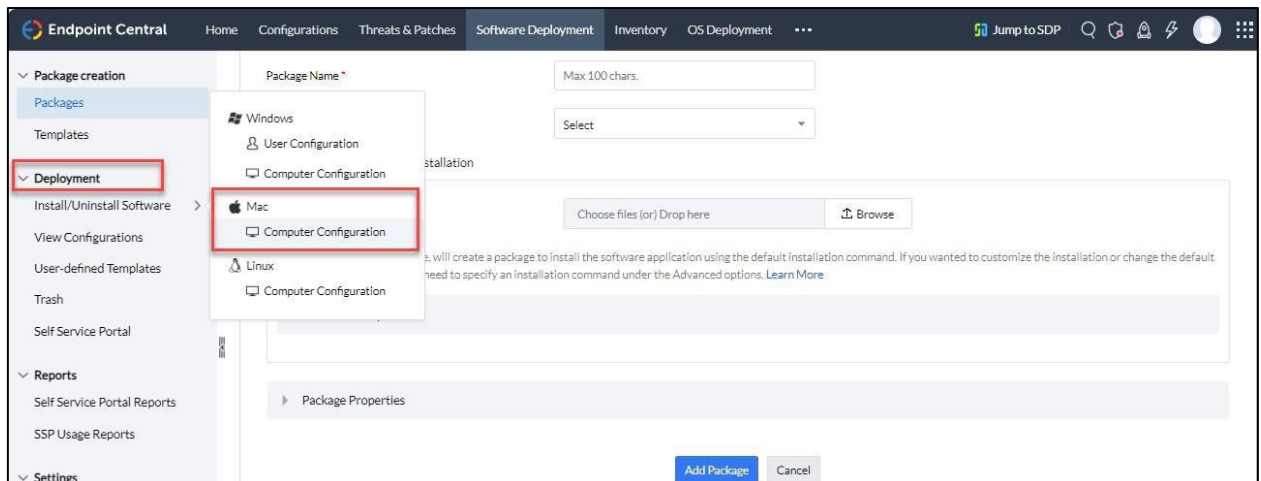 Endpoint Central Home Configurations Threats & Patches Software Deployment Inventory OS Deployment ••• Jump to SDP
Package creation
Packages
Templates
Deployment
Install/Uninstall Software
View Configurations
User-defined Templates
Trash
Self Service Portal
Reports
Self Service Portal Reports
SSP Usage Reports
Settings
Windows
User Configuration
Computer Configuration
Mac
Computer Configuration
Linux
Computer Configuration
Package Name *
Max 100 chars.
Select
Choose files (or) Drop here Browse
will create a package to install the software application using the default installation command. If you wanted to customize the installation or change the default
need to specify an installation command under the Advanced options. Learn More
Package Properties
Add Package Cancel